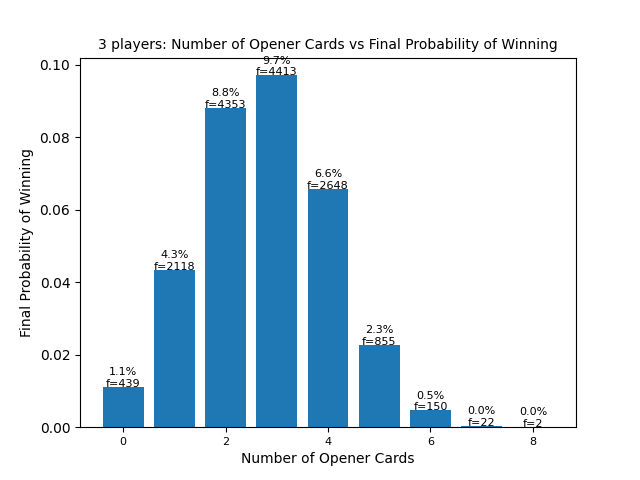 3 players: Number of Opener Cards vs Final Probability of Winning
Final Probability of Winning
0.10
0.08
0.06
0.04
0.02
0.00
1.1%
f=439
4.3%
f=2118
8.8%
f=4353
9.7%
f=4413
6.6%
f=2648
2.3%
f=855
0.5%
f=150
0.0%
f=22
0.0%
f=2
0
2
4
6
8
Number of Opener Cards